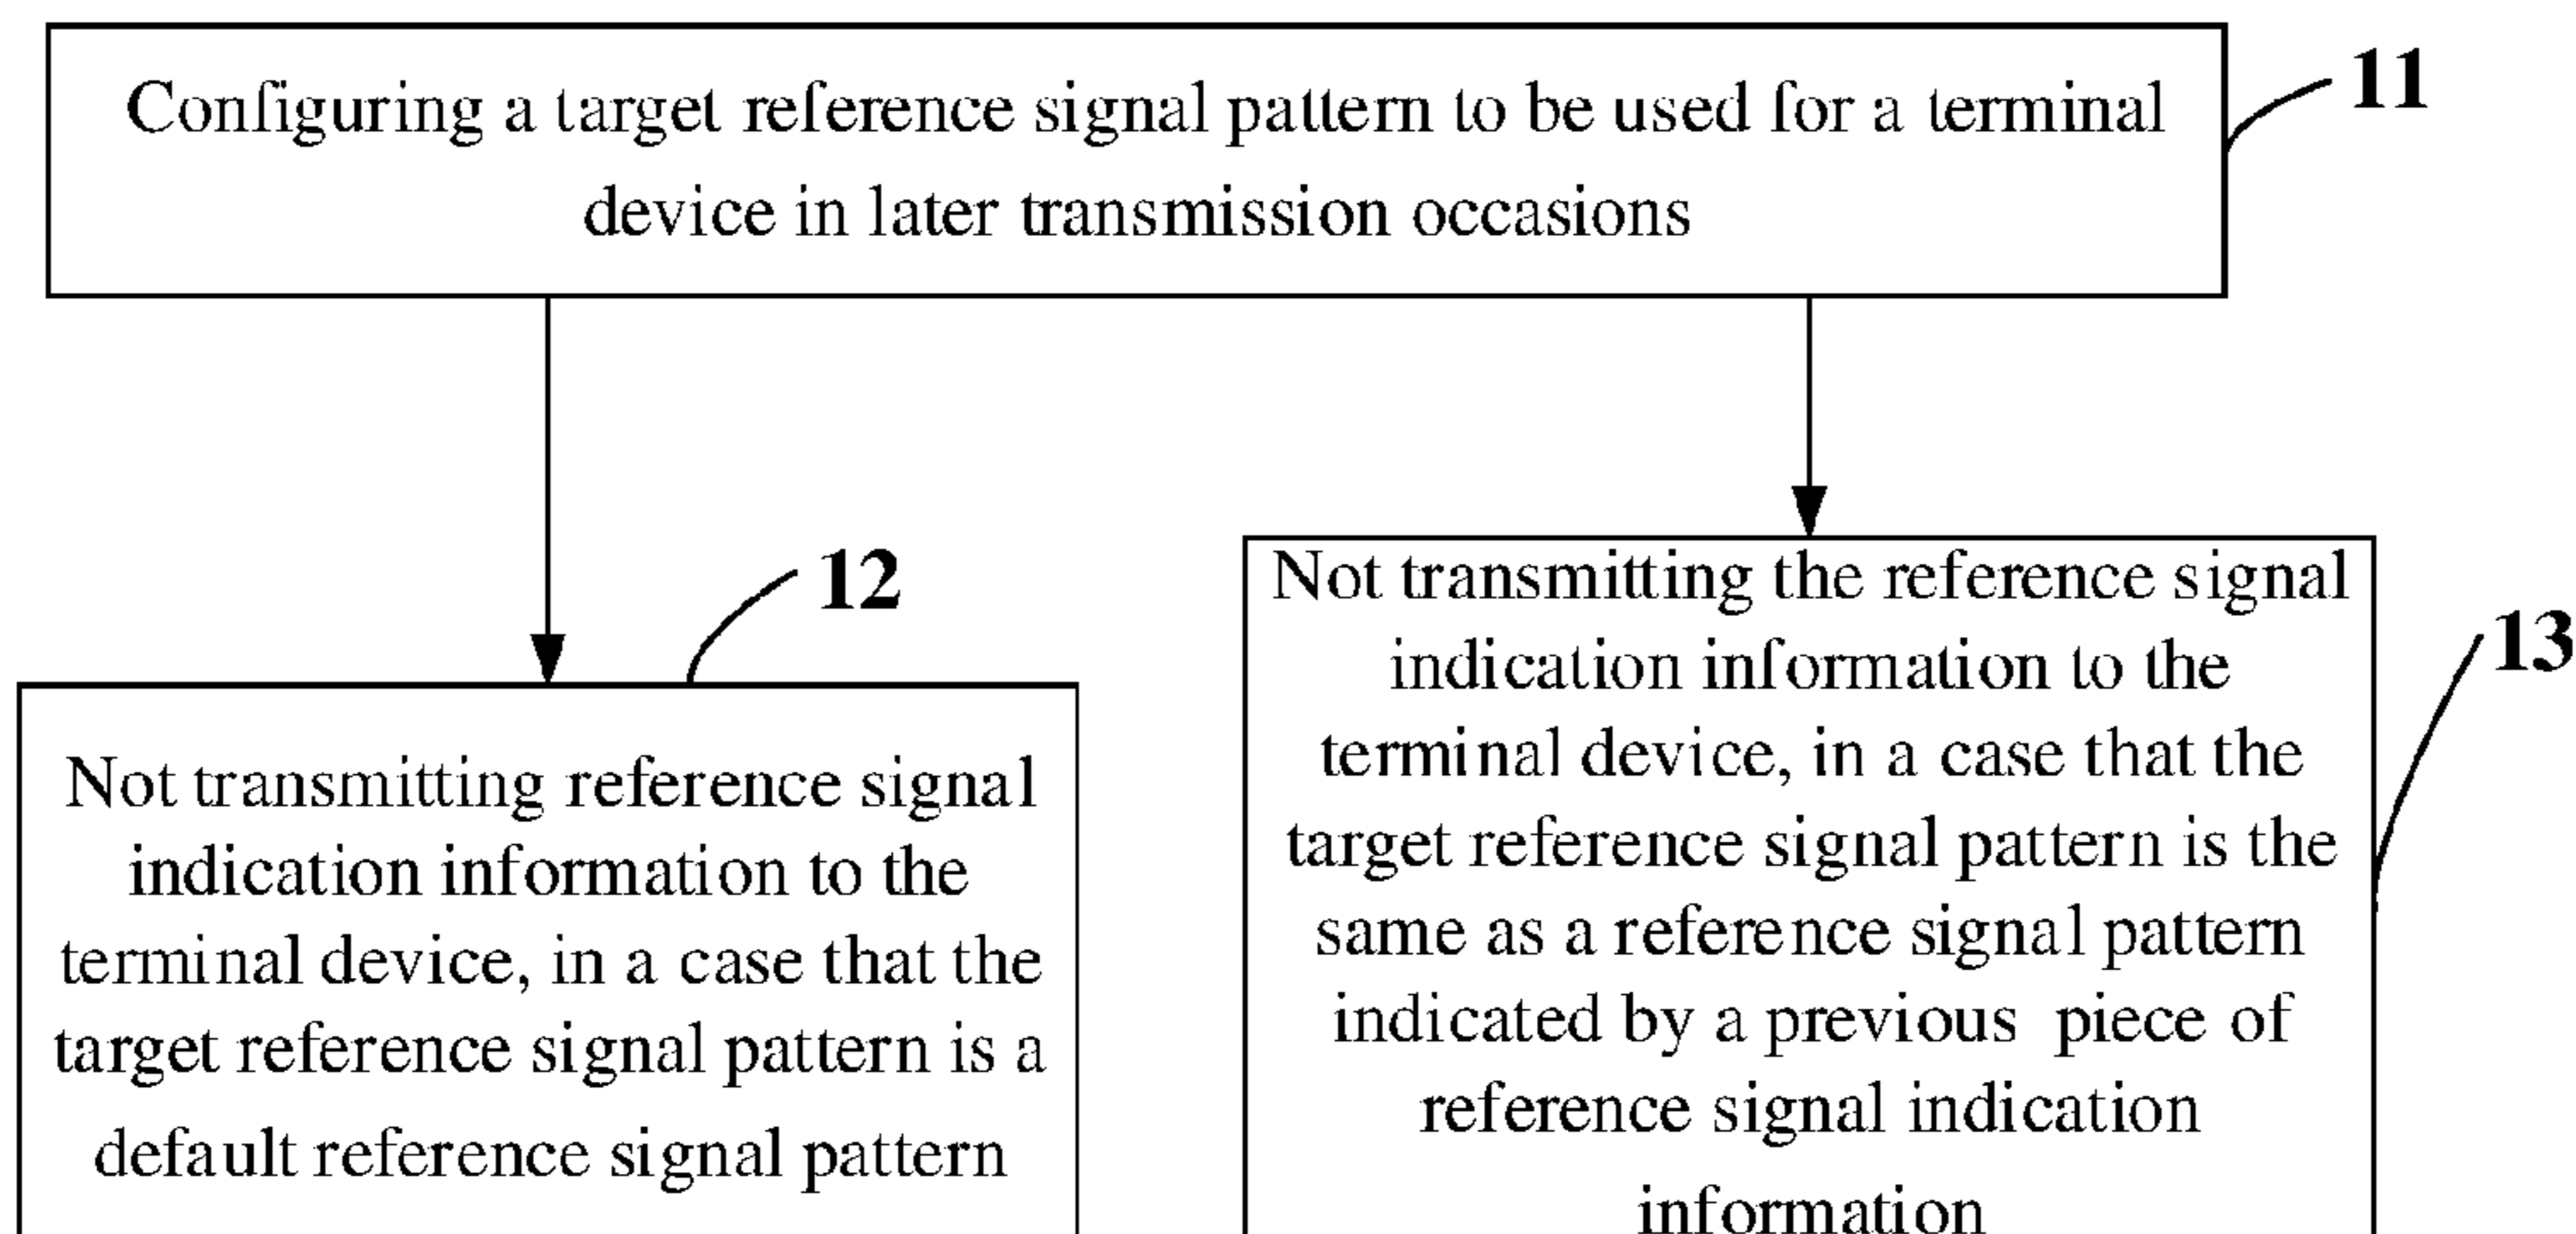 Configuring a target reference signal pattern to be used for a terminal
device in later transmission occasions
11
12
Not transmitting reference signal
indication information to the
terminal device, in a case that the
target reference signal pattern is a
default reference signal pattern
Not transmitting the reference signal
indication information to the
terminal device, in a case that the
target reference signal pattern is the
same as a reference signal pattern
indicated by a previous piece of
reference signal indication
information
13